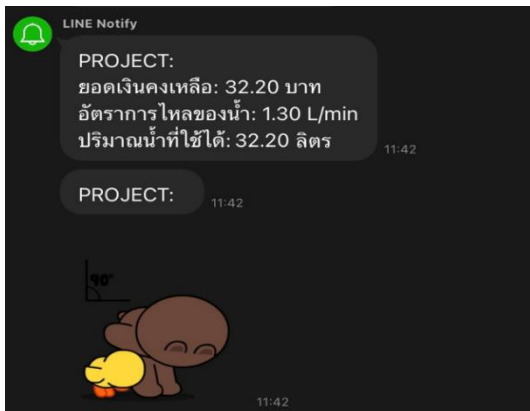 LINE Notify
PROJECT:
ยอดเงินคงเหลือ: 32.20 บาท
อัตราการไหลของน้ำ: 1.30 L/min
ปริมาณน้ำที่ใช้ได้: 32.20 ลิตร
11:42
PROJECT:
11:42
90°
11:42